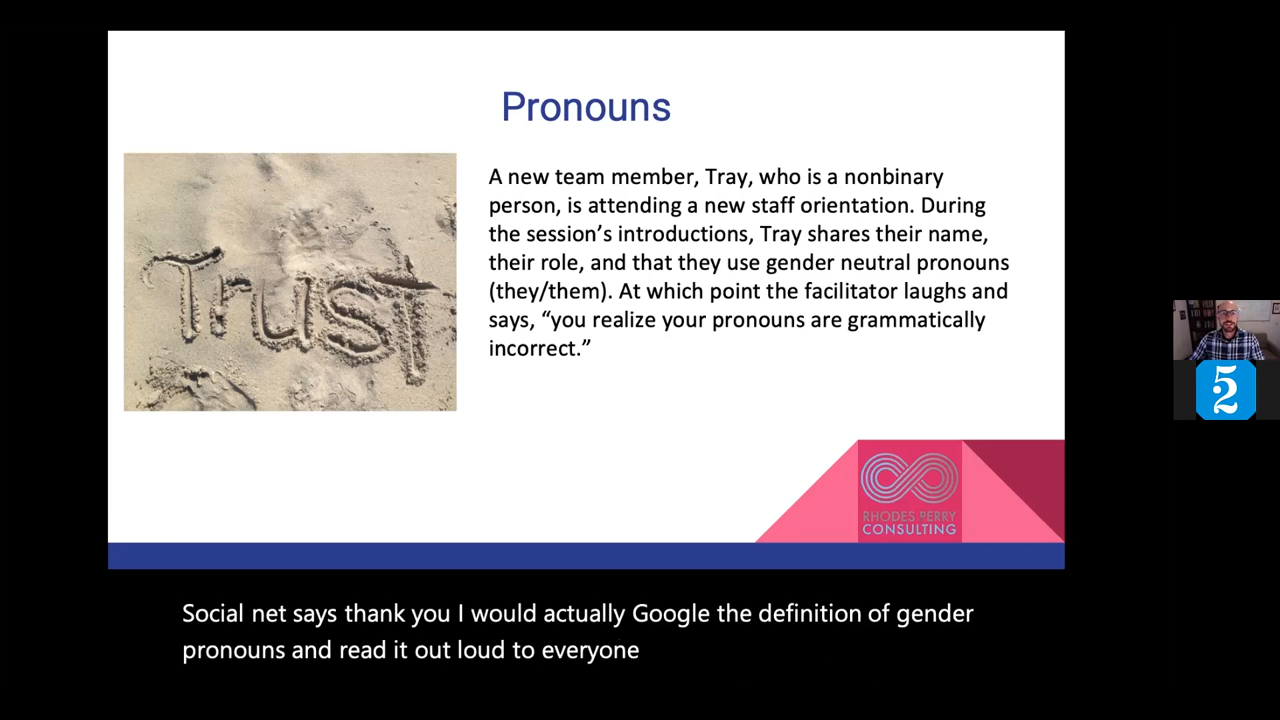 Pronouns
Trust
A new team member, Tray, who is a nonbinary
person, is attending a new staff orientation. During
the session’s introductions, Tray shares their name,
their role, and that they use gender neutral pronouns
(they/them). At which point the facilitator laughs and
says, “you realize your pronouns are grammatically
incorrect.”
RHODES PERRY
CONSULTING
52
Social net says thank you I would actually Google the definition of gender
pronouns and read it out loud to everyone